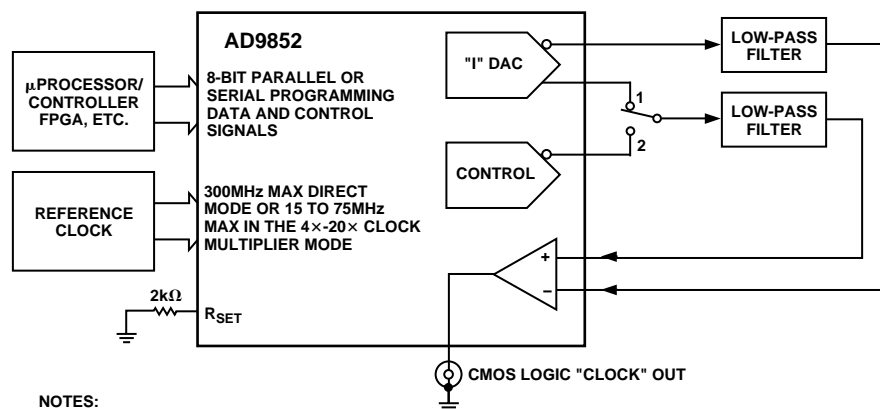 AD9852
µPROCESSOR/
CONTROLLER
FPGA, ETC.
8-BIT PARALLEL OR
SERIAL PROGRAMMING
DATA AND CONTROL
SIGNALS
REFERENCE
CLOCK
300MHz MAX DIRECT
MODE OR 15 TO 75MHz
MAX IN THE 4×-20× CLOCK
MULTIPLIER MODE
2kΩ
RSET
"I" DAC
CONTROL
1
2
LOW-PASS
FILTER
LOW-PASS
FILTER
+
–
CMOS LOGIC "CLOCK" OUT
NOTES: